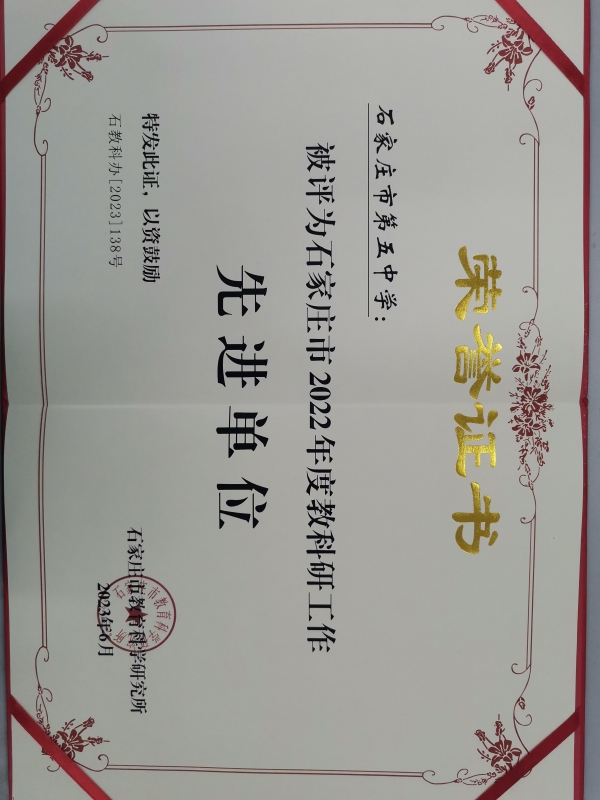 荣誉证书
石家庄市第五中学：
被评为石家庄市2022年度教科研工作
先进单位
特发此证，以资鼓励
石教科办[2023]138号
石家庄市教育科学研究所
2023年6月